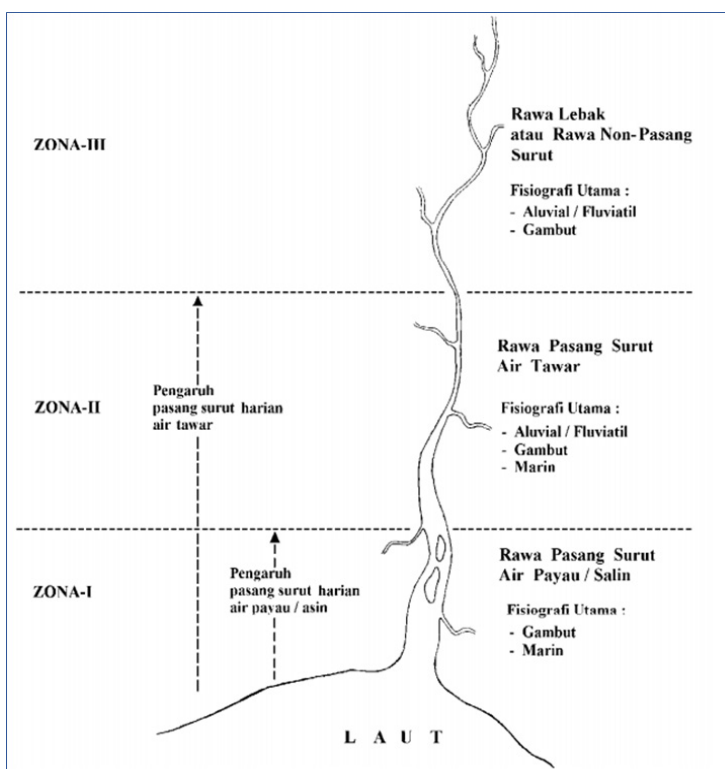 ZONA-III
Rawa Lebak
atau Rawa Non-Pasang
Surut
Fisiografi Utama :
- Aluvial / Fluviatil
- Gambut
ZONA-II
Pengaruh
pasang surut harian
air tawar
Rawa Pasang Surut
Air Tawar
Fisiografi Utama :
- Aluvial / Fluviatil
- Gambut
- Marin
ZONA-I
Pengaruh
pasang surut harian
air payau / asin
Rawa Pasang Surut
Air Payau / Salin
Fisiografi Utama :
- Gambut
- Marin
L A U T